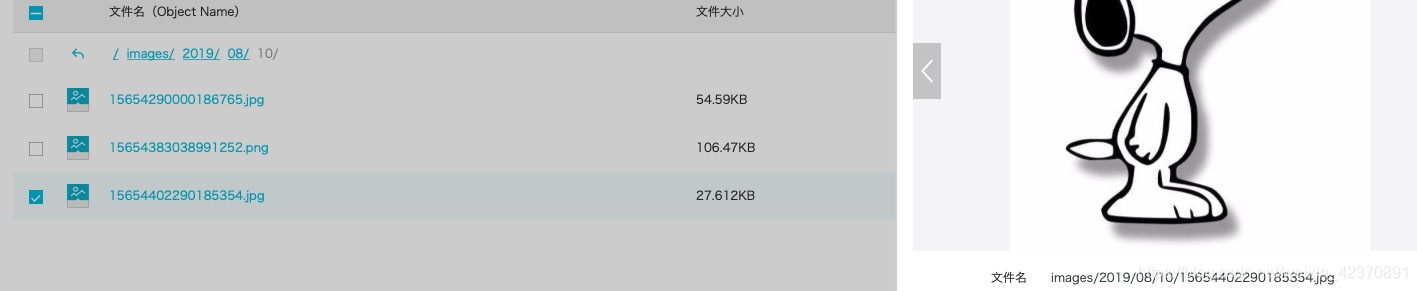 文件名（Object Name） 文件大小
/ images/ 2019/ 08/ 10/
15654290000186765.jpg 54.59KB
15654383038991252.png 106.47KB
15654402290185354.jpg 27.612KB
文件名 images/2019/08/10/15654402290185354.jpg